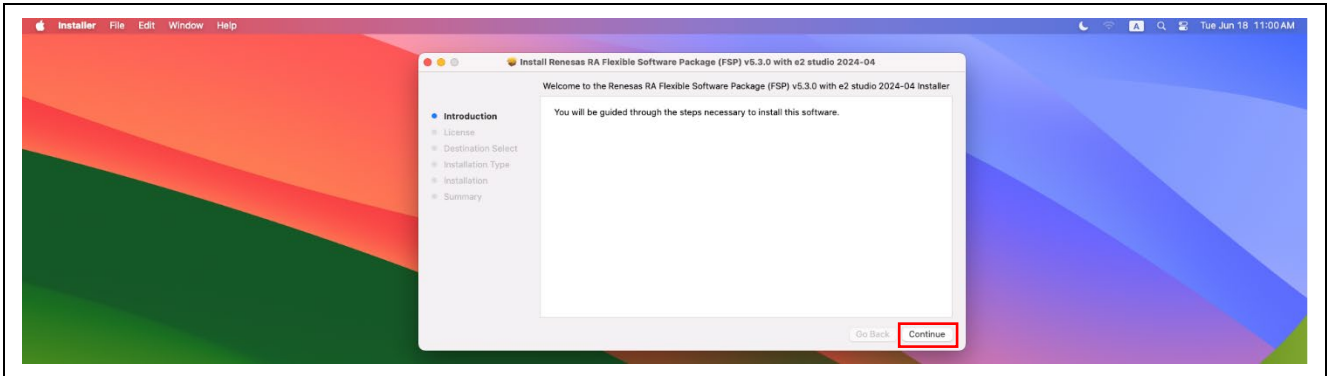 Installer File Edit Window Help A Tue Jun 18 11:00 AM
Install Renesas RA Flexible Software Package (FSP) v5.3.0 with e2 studio 2024-04
Welcome to the Renesas RA Flexible Software Package (FSP) v5.3.0 with e2 studio 2024-04 Installer
You will be guided through the steps necessary to install this software.
Introduction
License
Destination Select
Installation Type
Installation
Summary
Go Back Continue